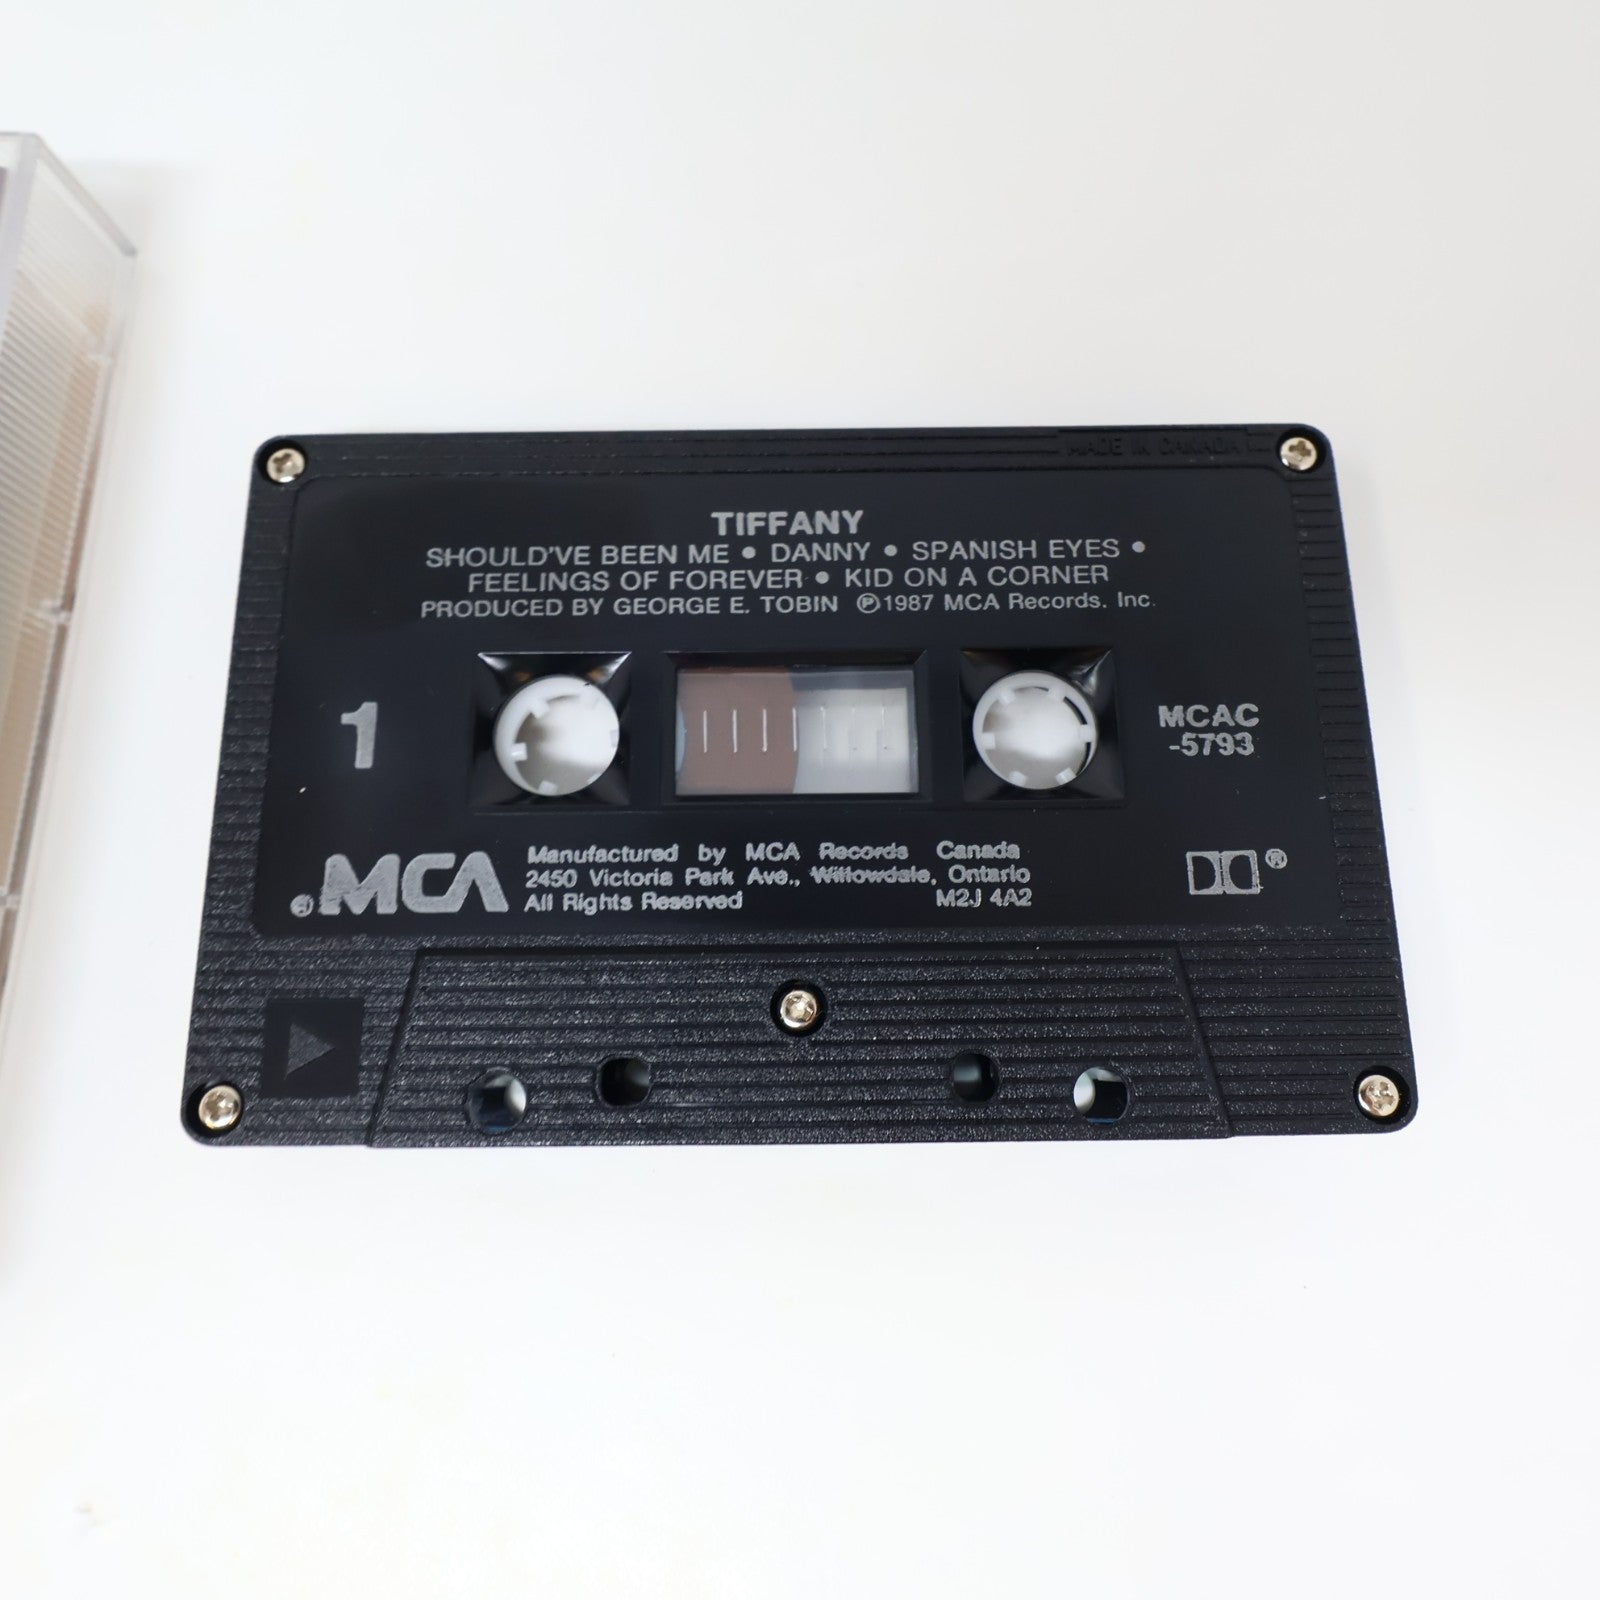 MADE IN CANADA
TIFFANY
SHOULD'VE BEEN ME • DANNY • SPANISH EYES •
FEELINGS OF FOREVER • KID ON A CORNER
PRODUCED BY GEORGE E. TOBIN ℗1987 MCA Records, Inc.
1
MCAC
-5793
MCA
Manufactured by MCA Records Canada
2450 Victoria Park Ave., Willowdale, Ontario
All Rights Reserved M2J 4A2
®